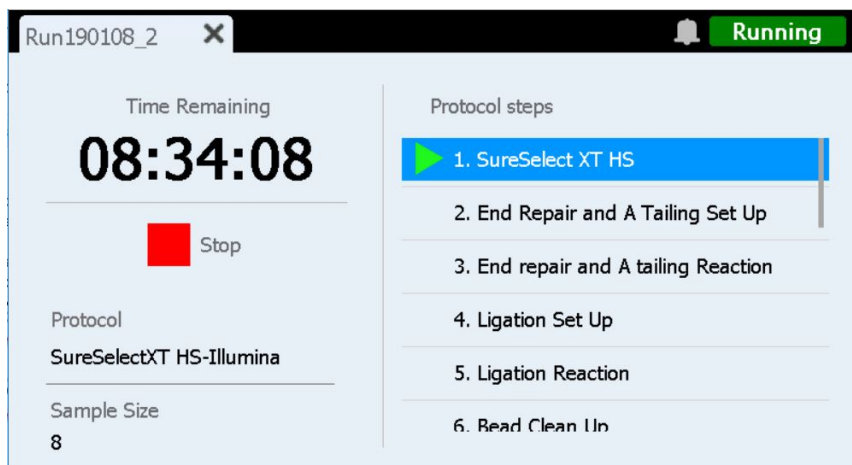 Run190108_2
Running
Time Remaining
08:34:08
Stop
Protocol
SureSelectXT HS-Illumina
Sample Size
8
Protocol steps
1. SureSelect XT HS
2. End Repair and A Tailing Set Up
3. End repair and A tailing Reaction
4. Ligation Set Up
5. Ligation Reaction
6. Bead Clean Up